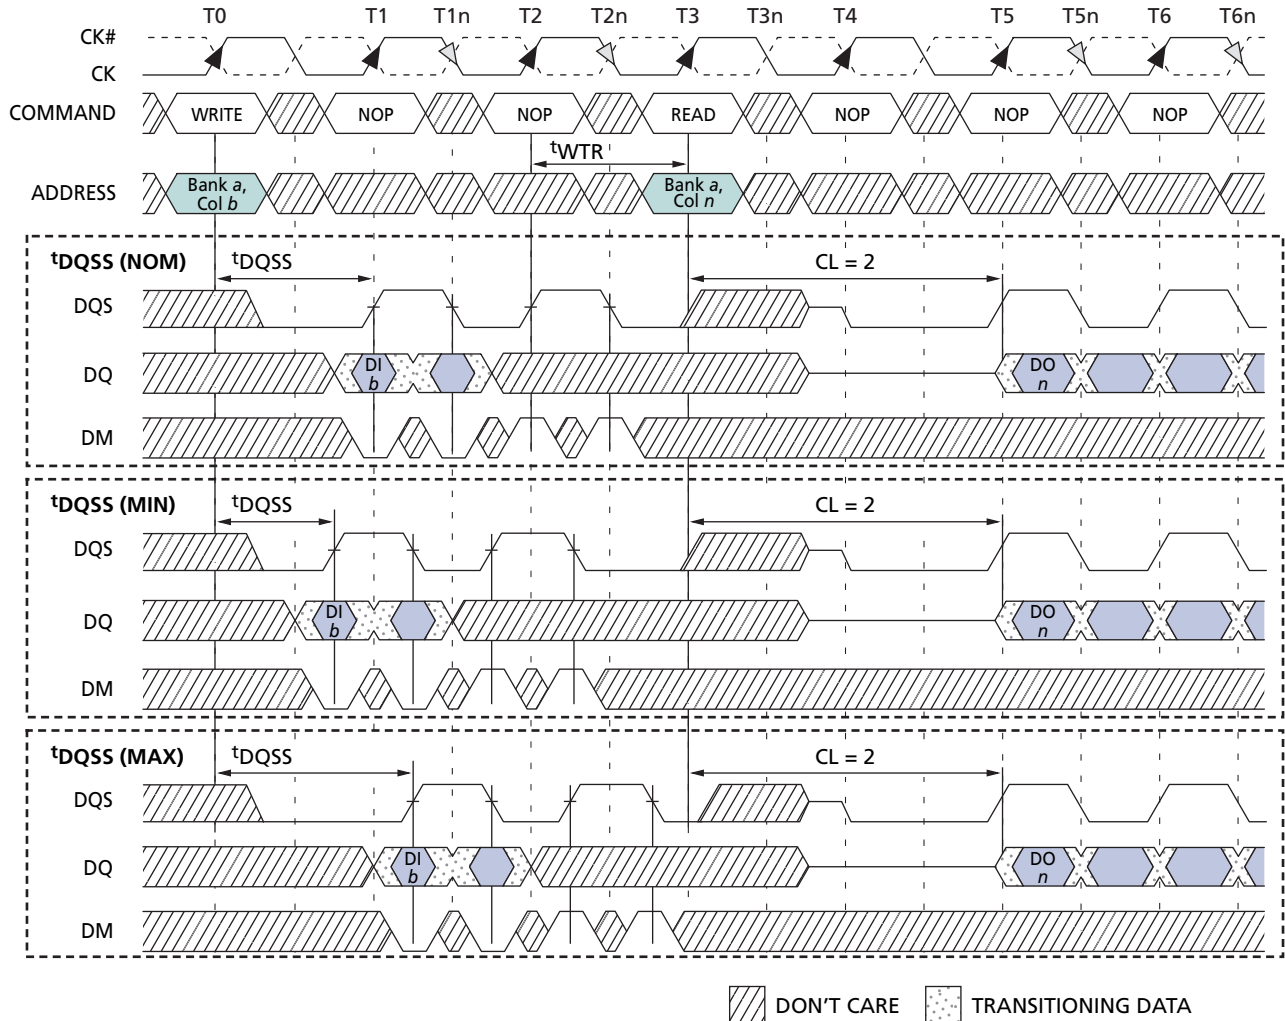 T0 T1 T1n T2 T2n T3 T3n T4 T5 T5n T6 T6n
CK#
CK
COMMAND WRITE NOP NOP READ NOP NOP NOP
tWTR
ADDRESS Bank a, Col b Bank a, Col n
tDQSS (NOM) tDQSS CL = 2
DQS
DQ DI b DO n
DM
tDQSS (MIN) tDQSS CL = 2
DQS
DQ DI b DO n
DM
tDQSS (MAX) tDQSS CL = 2
DQS
DQ DI b DO n
DM
DON'T CARE TRANSITIONING DATA